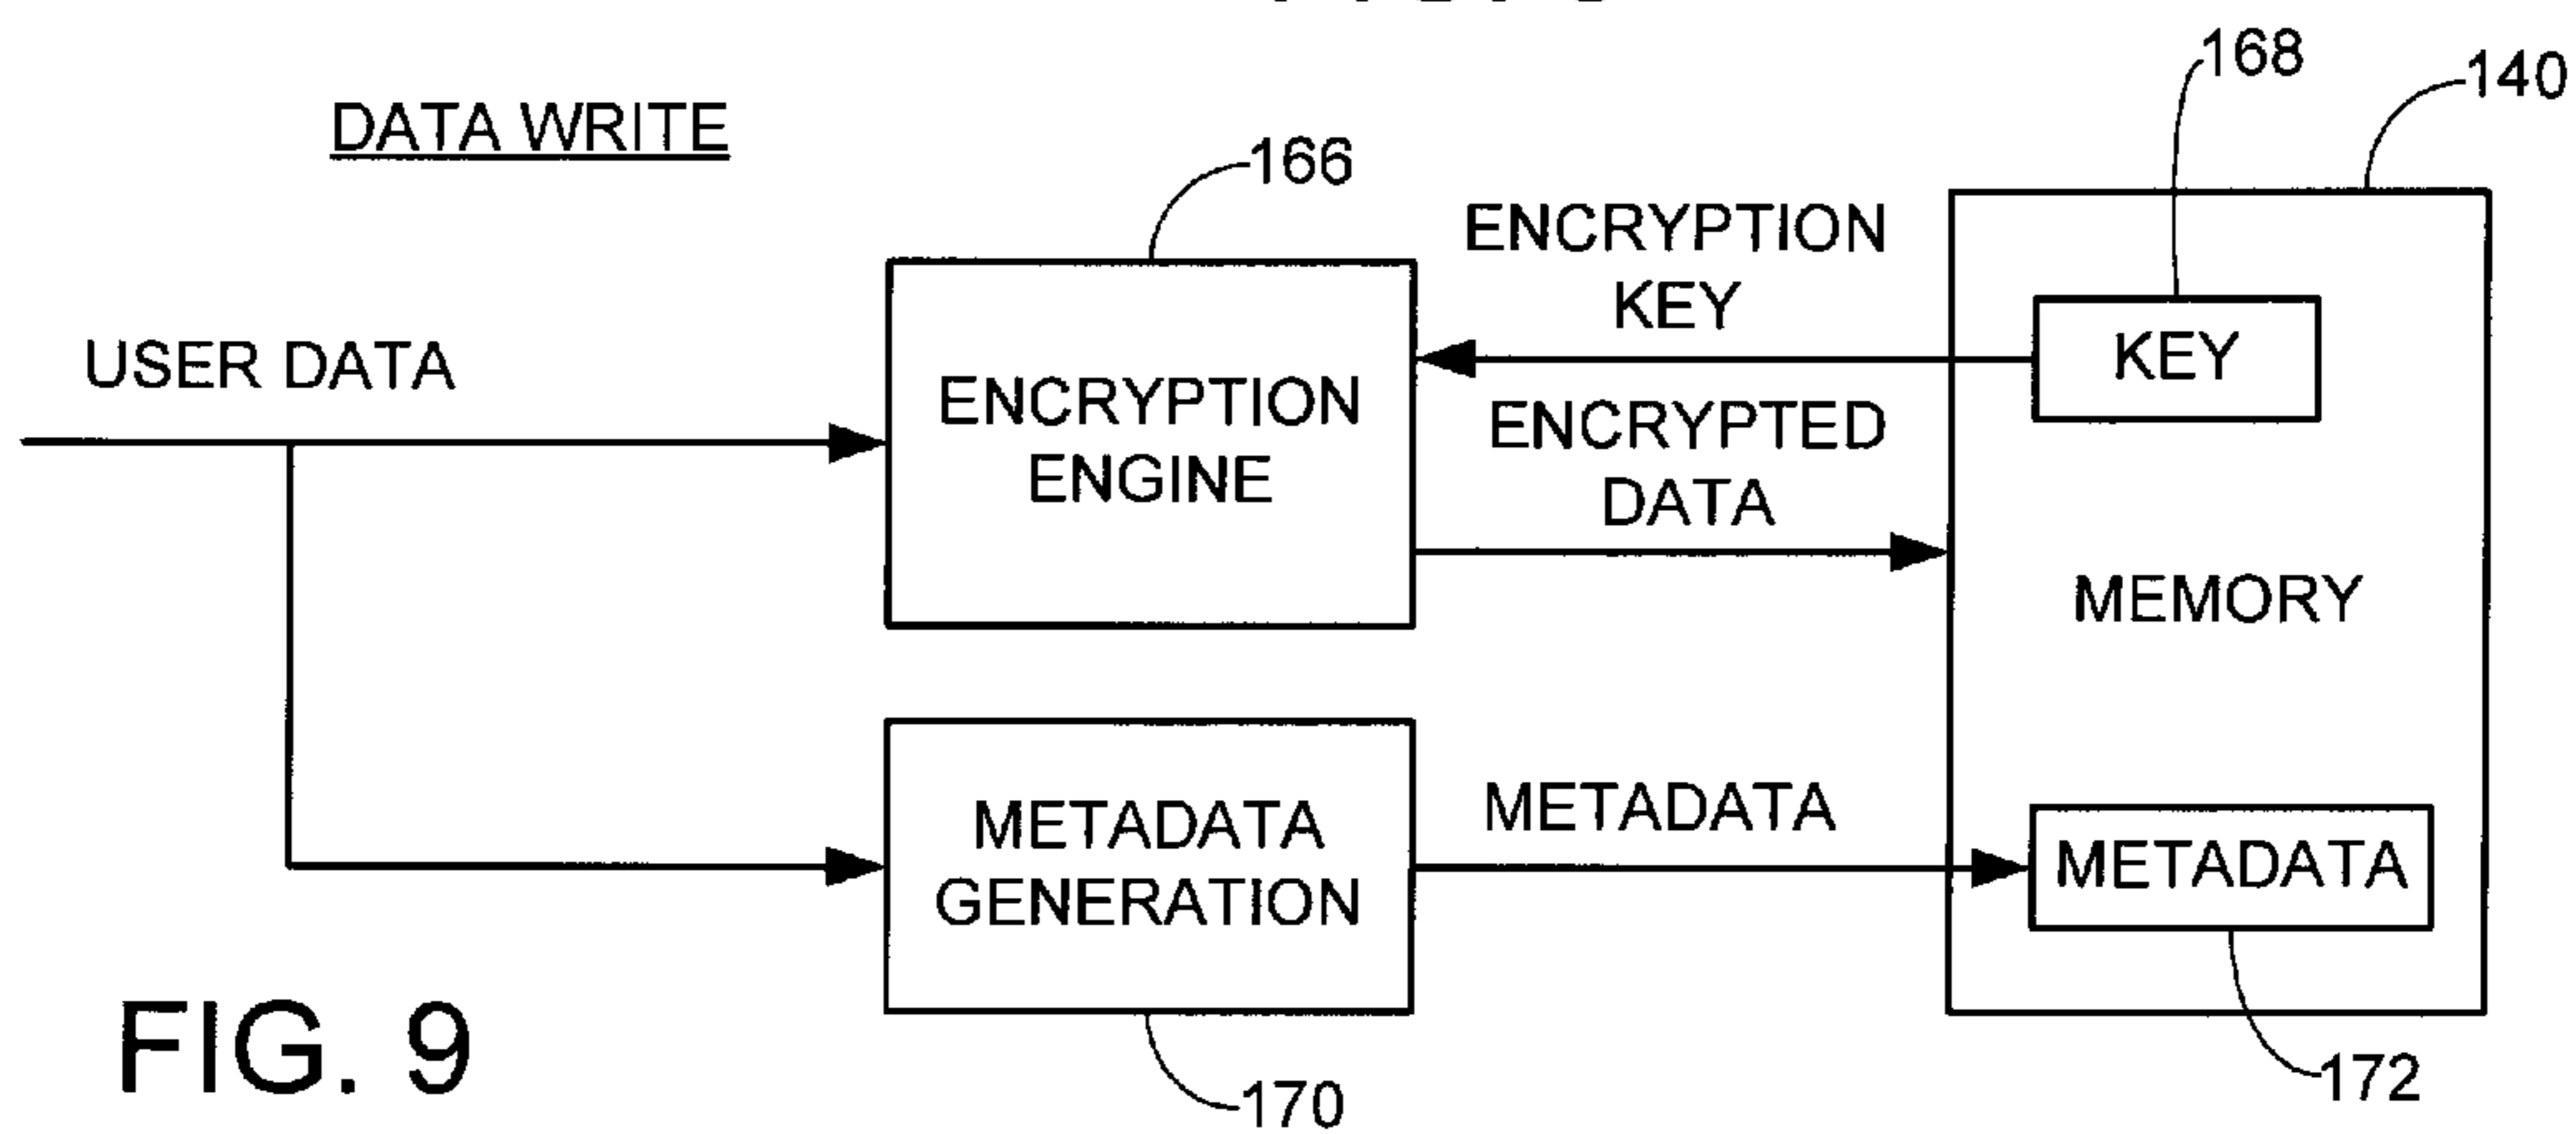 168
140
DATA WRITE
166
ENCRYPTION
KEY
KEY
USER DATA
ENCRYPTION
ENGINE
ENCRYPTED
DATA
MEMORY
METADATA
GENERATION
METADATA
METADATA
FIG. 9
170
172